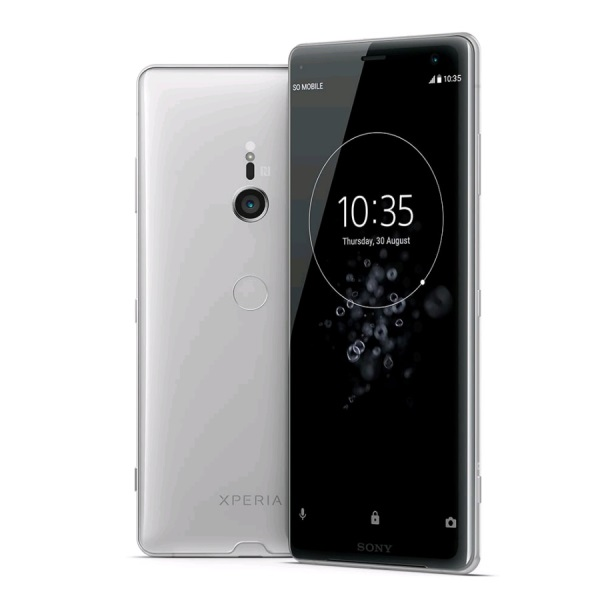 SO MOBILE
10:35
10:35
Thursday, 30 August
XPERIA
SONY